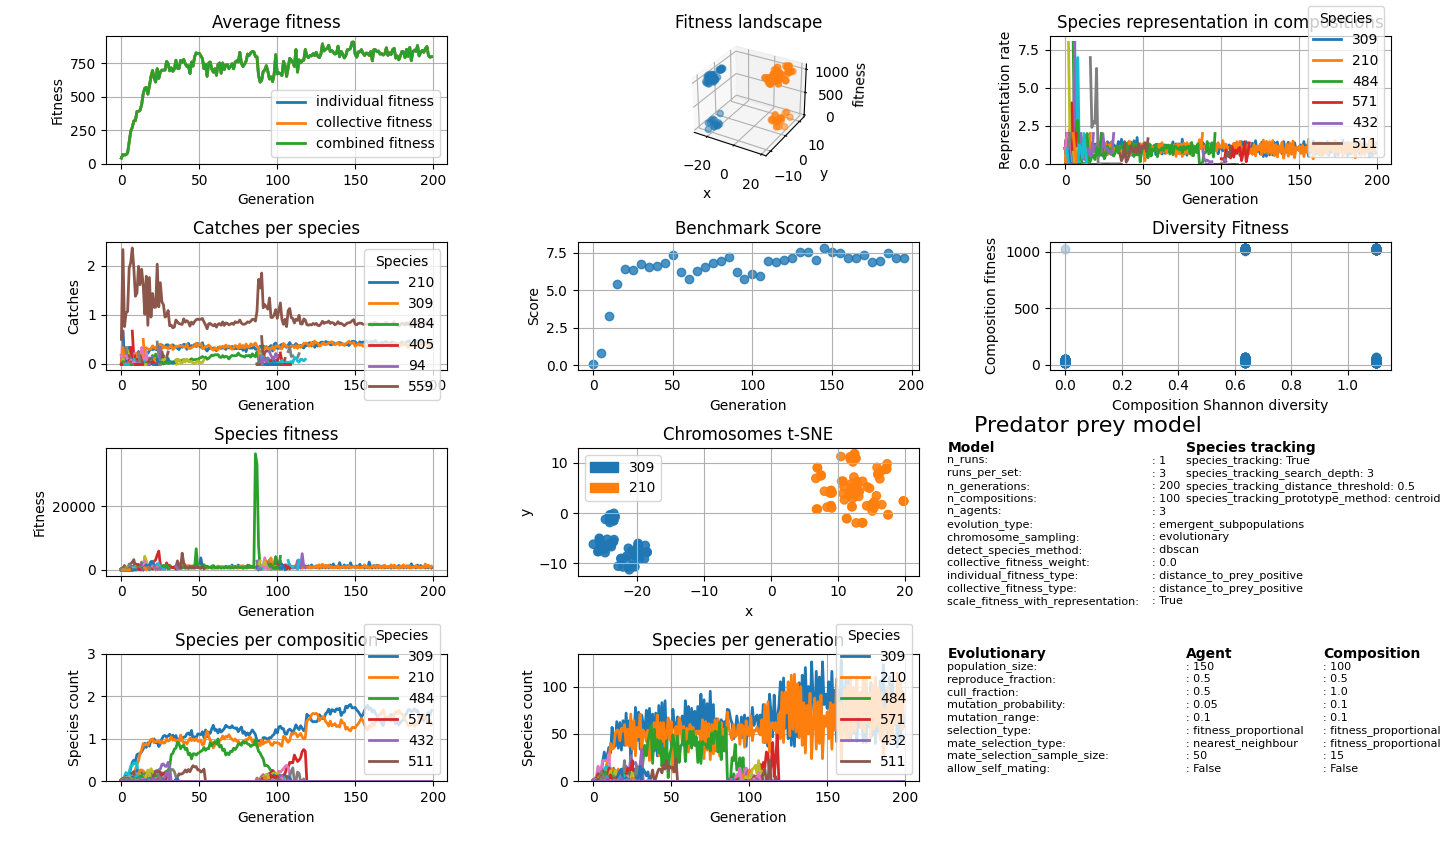 Average fitness
Fitness
750
500
250
0
individual fitness
collective fitness
combined fitness
0 50 100 150 200
Generation
Fitness landscape
1000
500
0
fitness
−20 0 20
x
−10 0 10
y
Species representation in compositions
Species
309
210
484
571
432
511
Representation rate
7.5
5.0
2.5
0.0
0 50 100 150 200
Generation
Catches per species
Catches
2
1
0
Species
210
309
484
405
94
559
0 50 100 150 200
Generation
Benchmark Score
Score
7.5
5.0
2.5
0.0
0 50 100 150 200
Generation
Diversity Fitness
Composition fitness
1000
500
0
0.0 0.2 0.4 0.6 0.8 1.0
Composition Shannon diversity
Species fitness
Fitness
20000
0
0 50 100 150 200
Generation
Chromosomes t-SNE
309
210
y
10
0
−10
−20 −10 0 10 20
x
Predator prey model
Model
n_runs: : 1
runs_per_set: : 3
n_generations: : 200
n_compositions: : 100
n_agents: : 3
evolution_type: : emergent_subpopulations
chromosome_sampling: : evolutionary
detect_species_method: : dbscan
collective_fitness_weight: : 0.0
individual_fitness_type: : distance_to_prey_positive
collective_fitness_type: : distance_to_prey_positive
scale_fitness_with_representation: : True
Species tracking
species_tracking: True
species_tracking_search_depth: 3
species_tracking_distance_threshold: 0.5
species_tracking_prototype_method: centroid
Species per composition
Species
309
210
484
571
432
511
Species count
3
2
1
0
0 50 100 150 200
Generation
Species per generation
Species
309
210
484
571
432
511
Species count
100
50
0
0 50 100 150 200
Generation
Evolutionary Agent Composition
population_size: : 150 : 100
reproduce_fraction: : 0.5 : 0.5
cull_fraction: : 0.5 : 1.0
mutation_probability: : 0.05 : 0.1
mutation_range: : 0.1 : 0.1
selection_type: : fitness_proportional : fitness_proportional
mate_selection_type: : nearest_neighbour : fitness_proportional
mate_selection_sample_size: : 50 : 15
allow_self_mating: : False : False